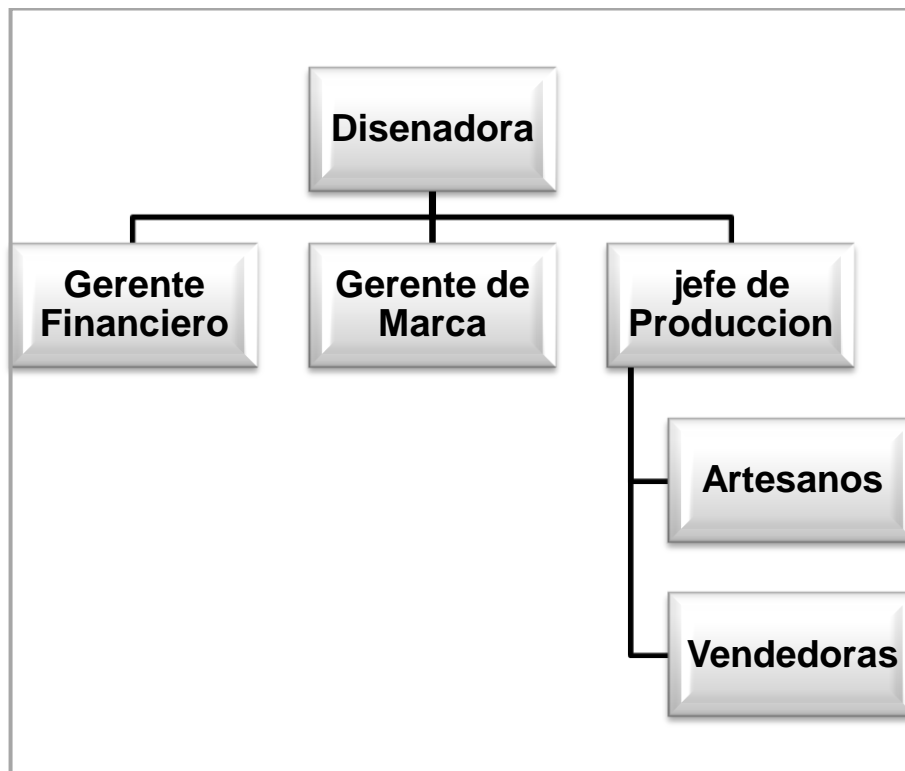 Disenadora
Gerente
Financiero
Gerente de
Marca
jefe de
Produccion
Artesanos
Vendedoras